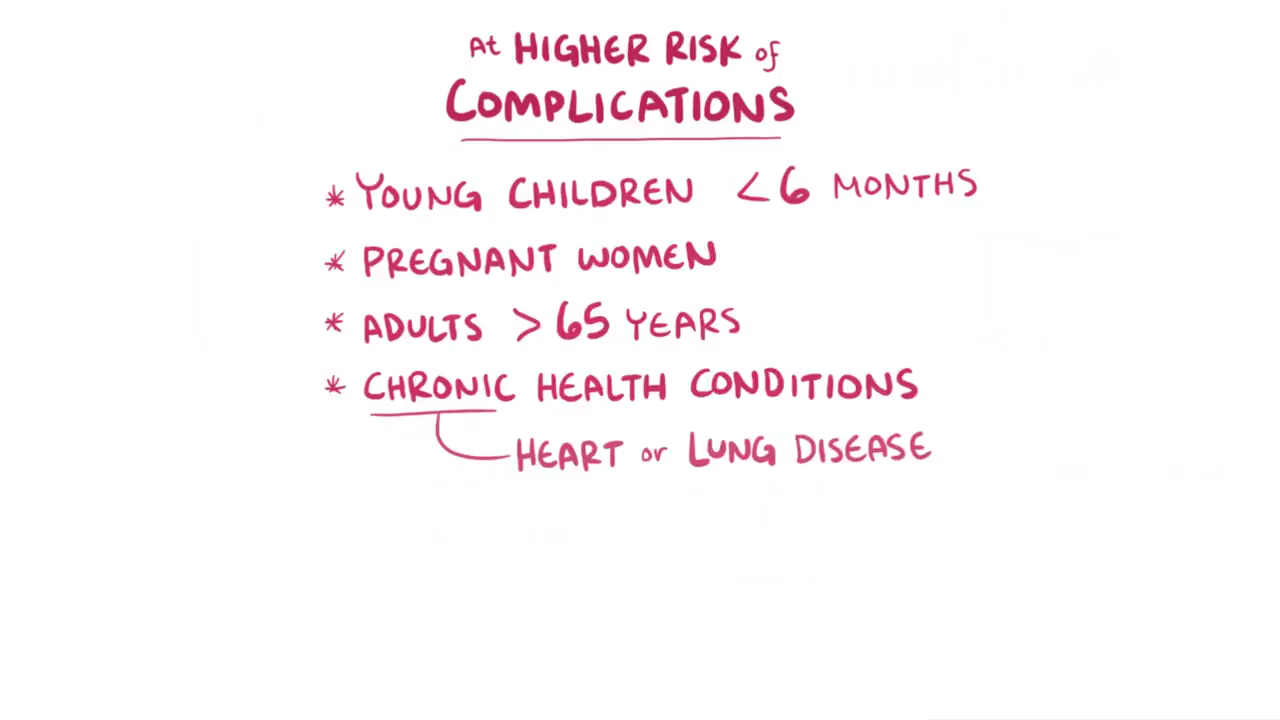 At HIGHER RISK of
COMPLICATIONS
* YOUNG CHILDREN < 6 MONTHS
* PREGNANT WOMEN
* ADULTS > 65 YEARS
* CHRONIC HEALTH CONDITIONS
HEART or LUNG DISEASE